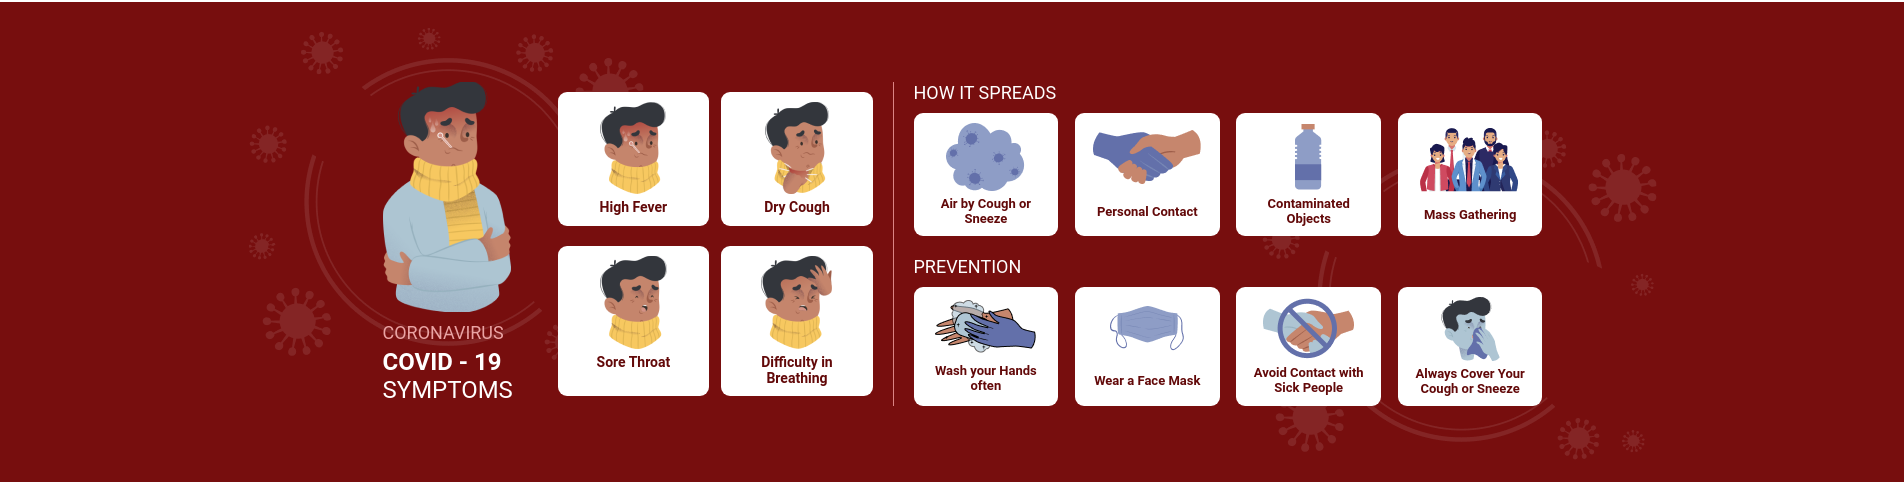 CORONAVIRUS
COVID - 19
SYMPTOMS
High Fever
Dry Cough
Sore Throat
Difficulty in
Breathing
HOW IT SPREADS
Air by Cough or
Sneeze
Personal Contact
Contaminated
Objects
Mass Gathering
PREVENTION
Wash your Hands
often
Wear a Face Mask
Avoid Contact with
Sick People
Always Cover Your
Cough or Sneeze